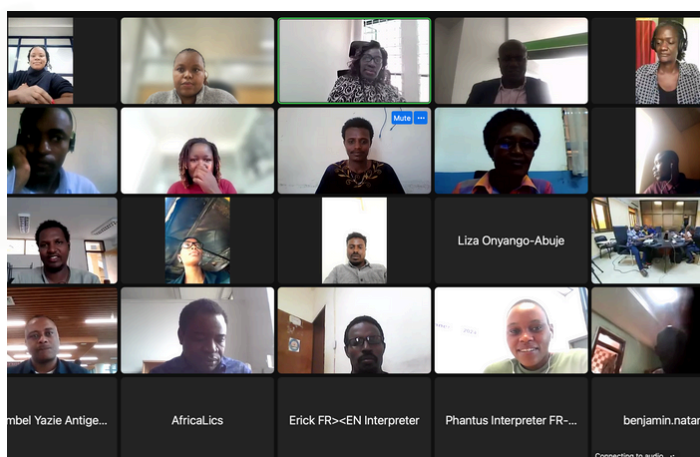 Mute ...
Liza Onyango-Abuje
mbel Yazie Antige...
AfricaLics
Erick FR><EN Interpreter
Phantus Interpreter FR-...
benjamin.natar
Connecting to audio